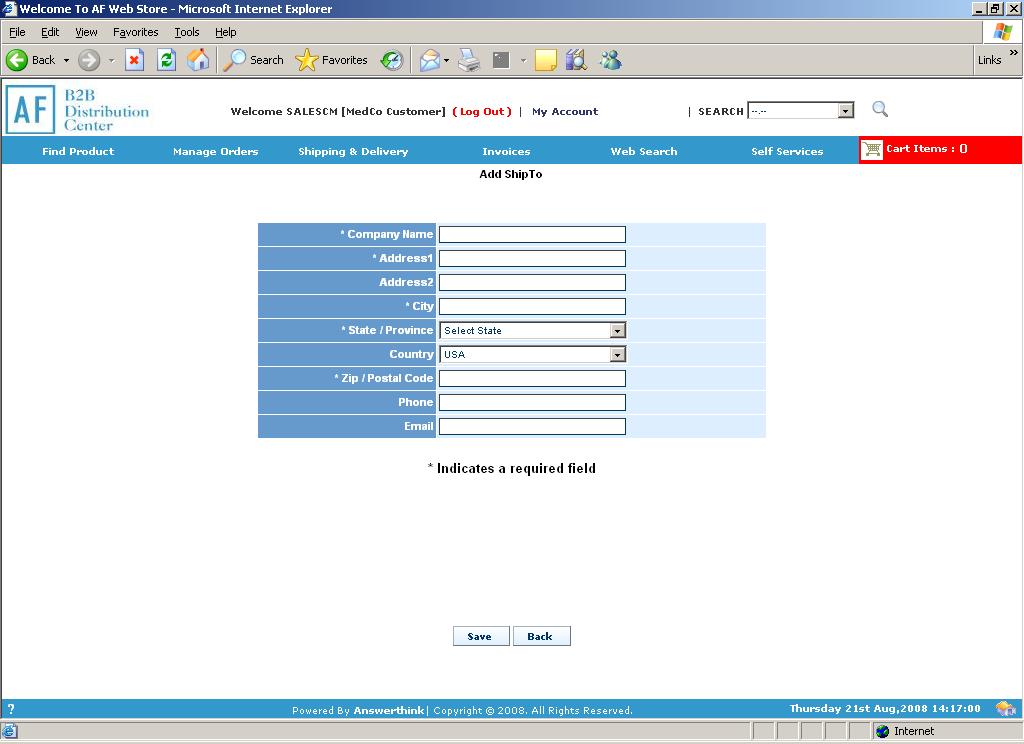 Welcome To AF Web Store - Microsoft Internet Explorer
File Edit View Favorites Tools Help
Back Search Favorites Links »
AF B2B Distribution Center
Welcome SALESCM [MedCo Customer] ( Log Out ) | My Account | SEARCH --.--
Find Product Manage Orders Shipping & Delivery Invoices Web Search Self Services Cart Items : 0
Add ShipTo
* Company Name
* Address1
Address2
* City
* State / Province Select State
Country USA
* Zip / Postal Code
Phone
Email
* Indicates a required field
Save Back
? Powered By Answerthink | Copyright © 2008. All Rights Reserved. Thursday 21st Aug,2008 14:17:00
Internet